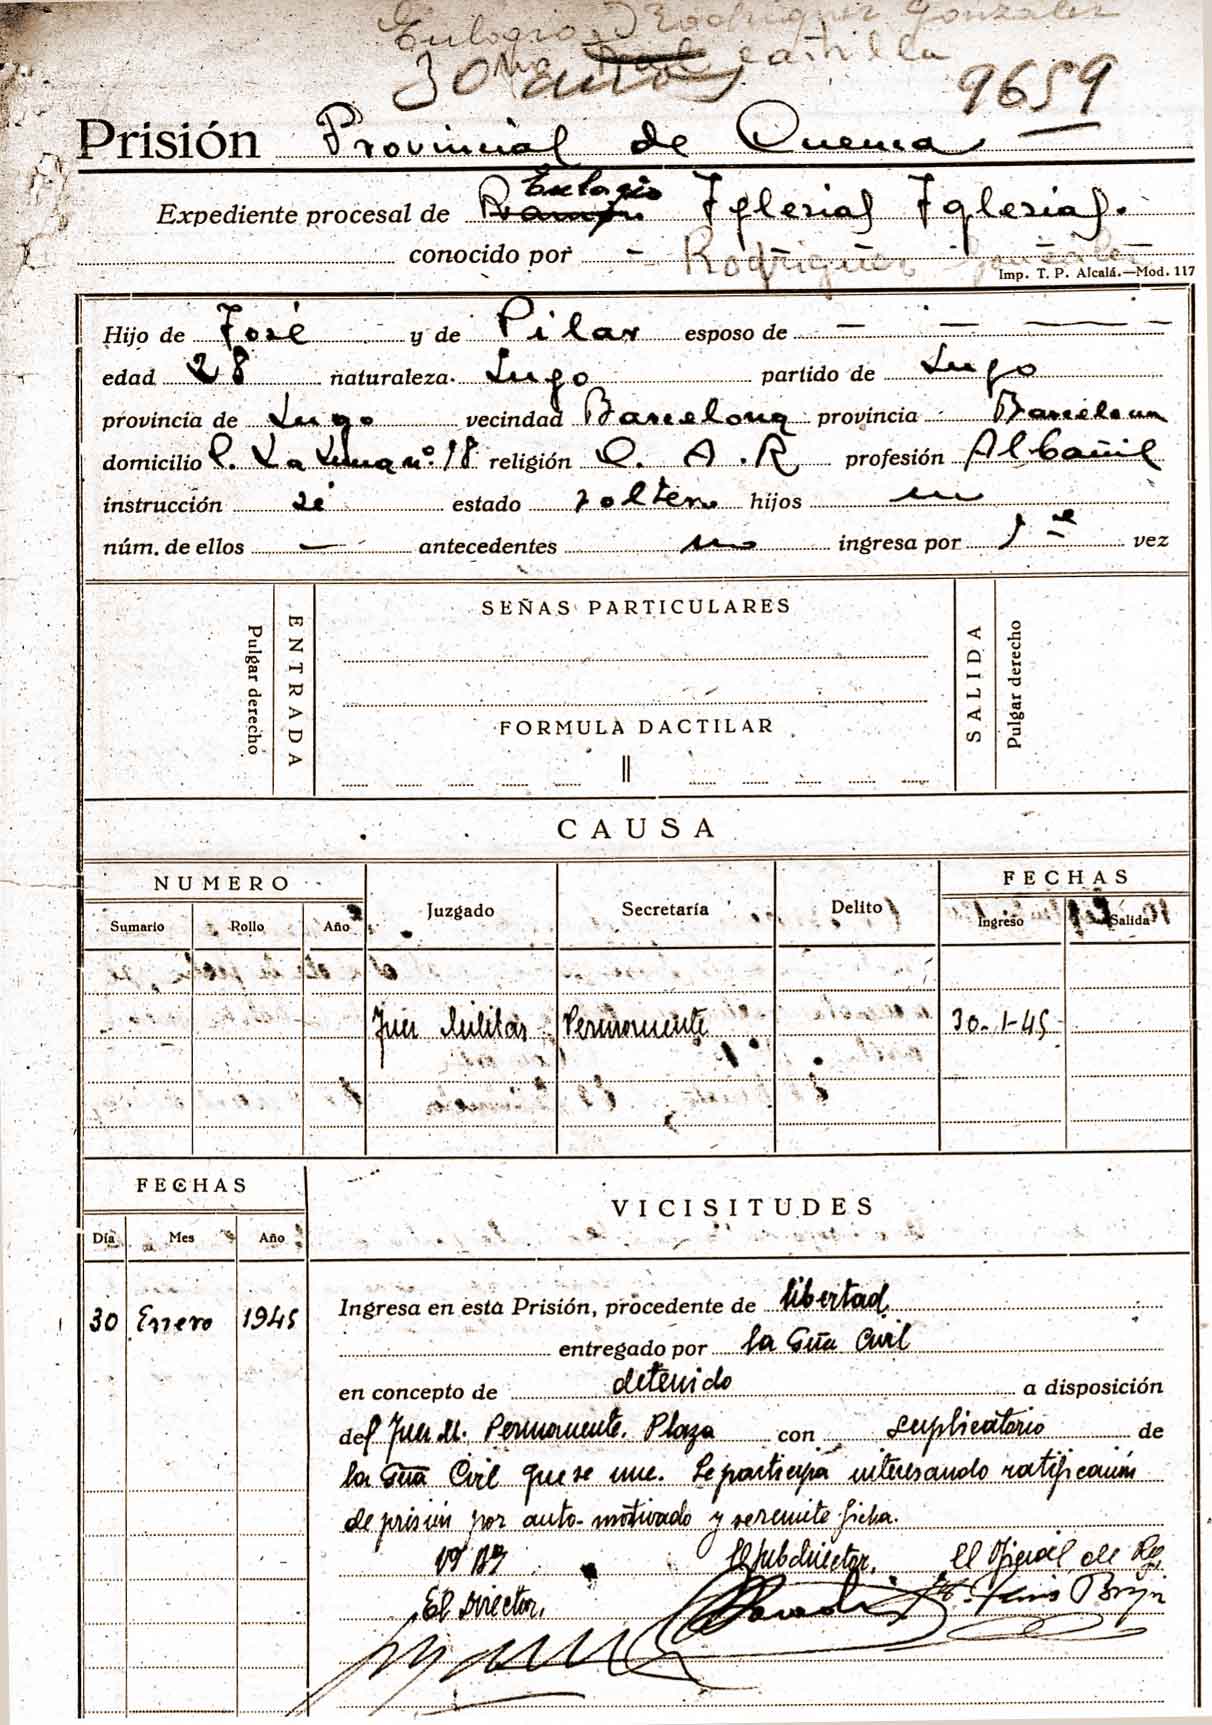 Eulogio Rodriguez Gonzalez
30 años castilla
9659
Prisión Provincial de Cuenca
Eulogio
Expediente procesal de Ramón Iglesias Iglesias.
conocido por - Rodriguez González
Imp. T. P. Alcalá.—Mod. 117
Hijo de José y de Pilar esposo de — — —
edad 28 naturaleza Lugo partido de Lugo
provincia de Lugo vecindad Barcelona provincia Barcelona
domicilio C. La Luna nº 18 religión C. A. R profesión Albañil
instrucción si estado soltero hijos no
núm. de ellos — antecedentes no ingresa por 1ª vez
SEÑAS PARTICULARES
ENTRADA
Pulgar derecho
SALIDA
Pulgar derecho
FORMULA DACTILAR
CAUSA
NUMERO Juzgado Secretaría Delito FECHAS
Sumario Rollo Año Ingreso Salida
Juez Militar Permanente 30-1-45
FECHAS VICISITUDES
Día Mes Año
30 Enero 1945 Ingresa en esta Prisión, procedente de libertad
entregado por la Gua Civil
en concepto de detenido a disposición
del Juez M. Permanente. Plaza con suplicatorio de
la Gua Civil que se une. Se participa interesando ratificación
de prisión por auto motivado y se remite ficha.
Vº Bº El Subdirector, El Oficial de
El Director,